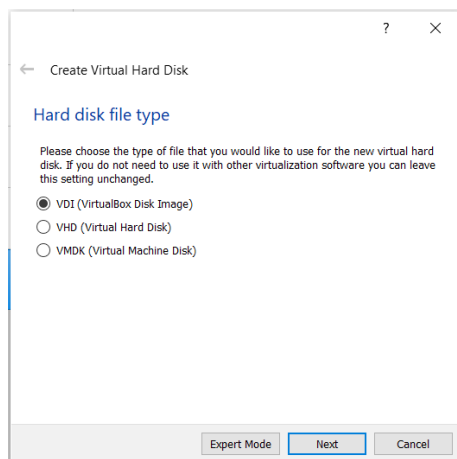 ?
Create Virtual Hard Disk
Hard disk file type
Please choose the type of file that you would like to use for the new virtual hard
disk. If you do not need to use it with other virtualization software you can leave
this setting unchanged.
VDI (VirtualBox Disk Image)
VHD (Virtual Hard Disk)
VMDK (Virtual Machine Disk)
Expert Mode Next Cancel